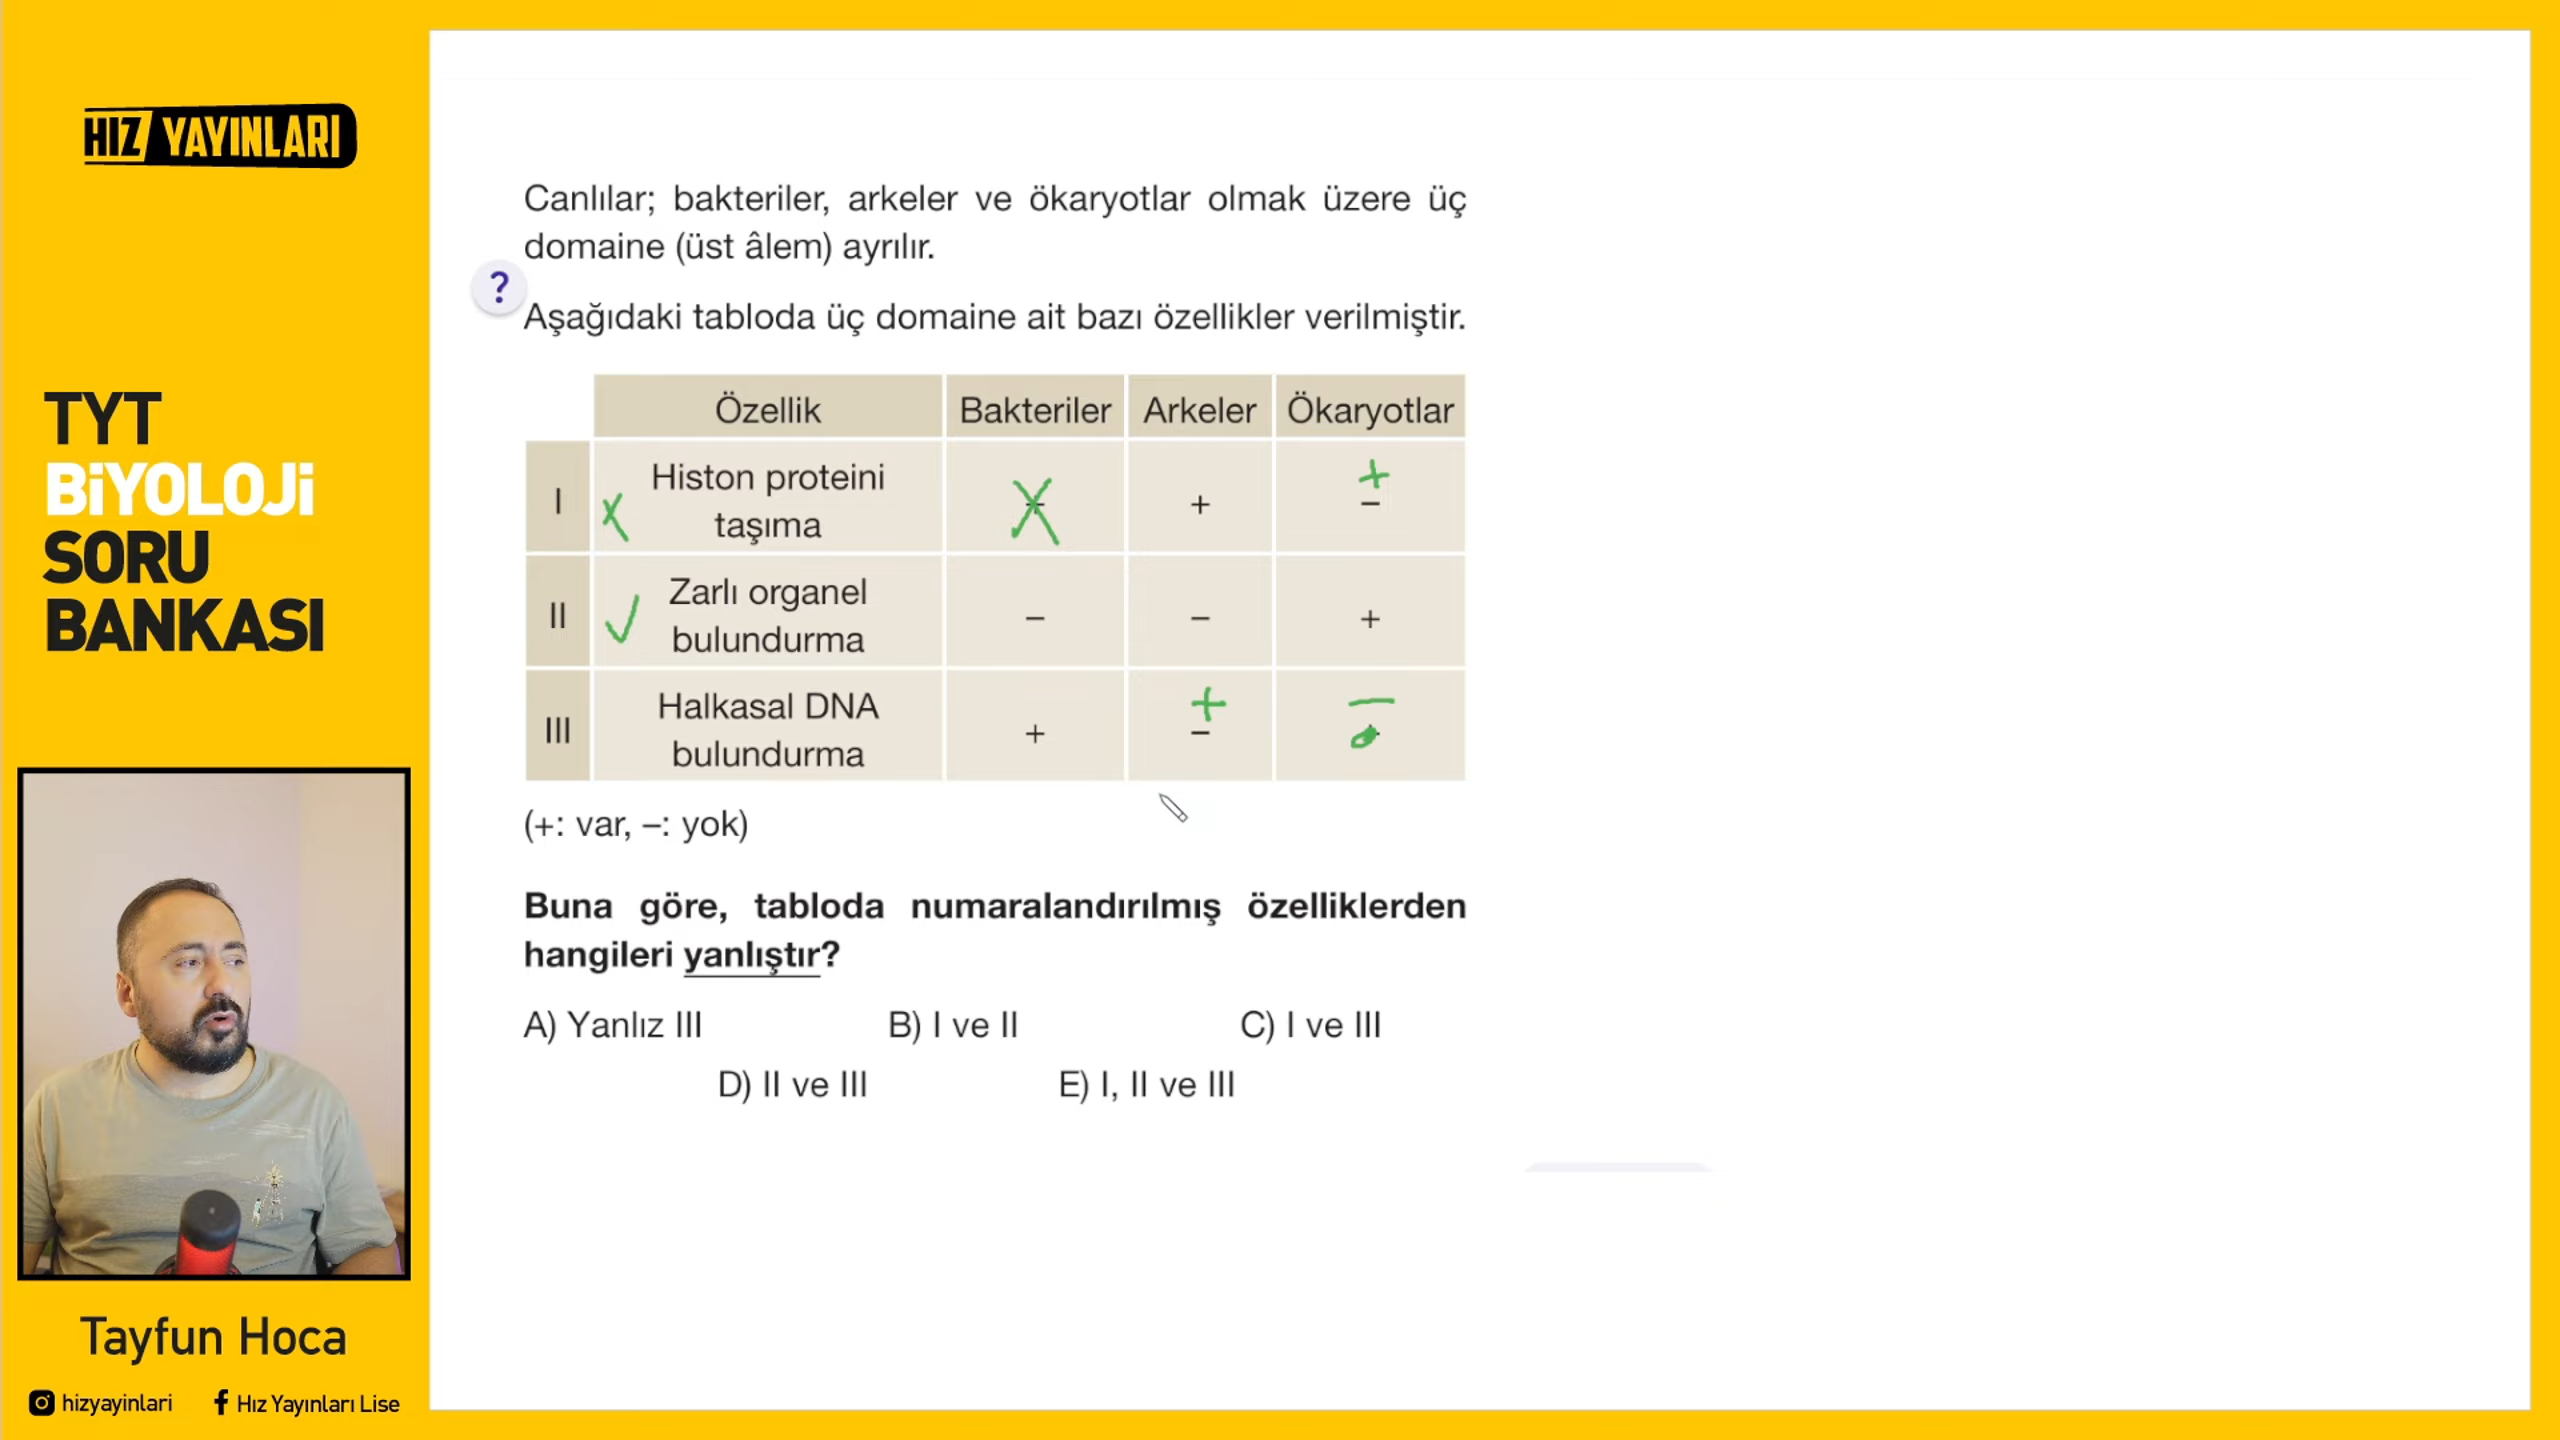 HIZ YAYINLARI
TYT
BiYOLOJi
SORU
BANKASI
Tayfun Hoca
hizyayinlari
Hız Yayınları Lise
Canlılar; bakteriler, arkeler ve ökaryotlar olmak üzere üç
domaine (üst âlem) ayrılır.
?
Aşağıdaki tabloda üç domaine ait bazı özellikler verilmiştir.
Özellik Bakteriler Arkeler Ökaryotlar
+
I Histon proteini taşıma + + –
II Zarlı organel bulundurma – – +
+ –
III Halkasal DNA bulundurma + –
(+: var, –: yok)
Buna göre, tabloda numaralandırılmış özelliklerden
hangileri yanlıştır?
A) Yanlız III B) I ve II C) I ve III
D) II ve III E) I, II ve III